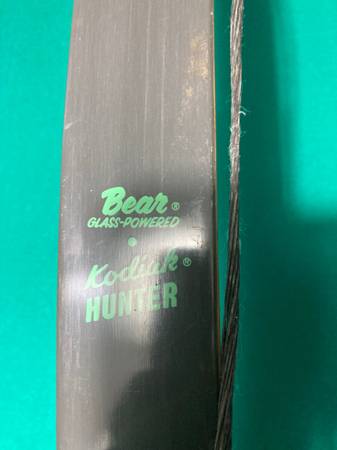 Bear®
GLASS-POWERED
•
Kodiak®
HUNTER